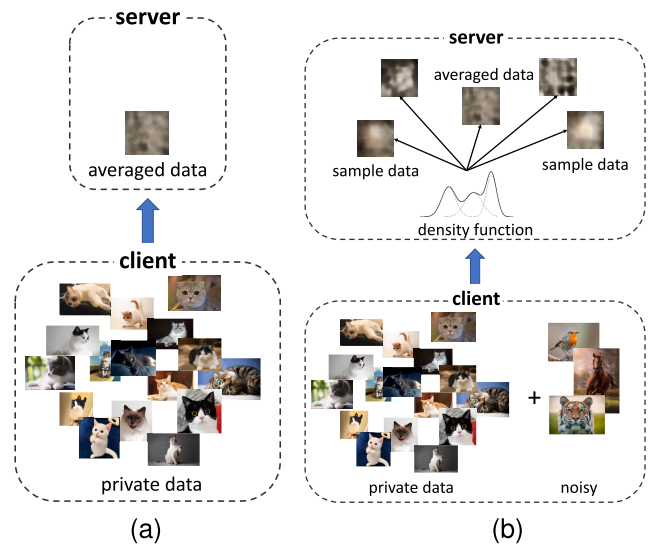 server
averaged data
client
private data
(a)
server
averaged data
sample data
sample data
density function
client
+
private data
noisy
(b)